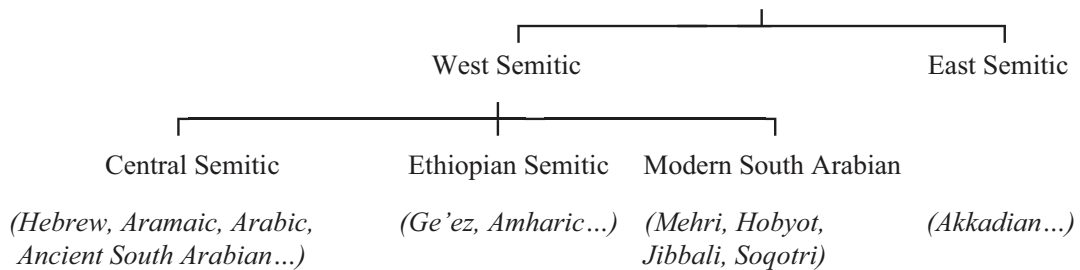 West Semitic East Semitic
Central Semitic Ethiopian Semitic Modern South Arabian
(Hebrew, Aramaic, Arabic, (Ge’ez, Amharic…) (Mehri, Hobyot, (Akkadian…)
Ancient South Arabian…) Jibbali, Soqotri)